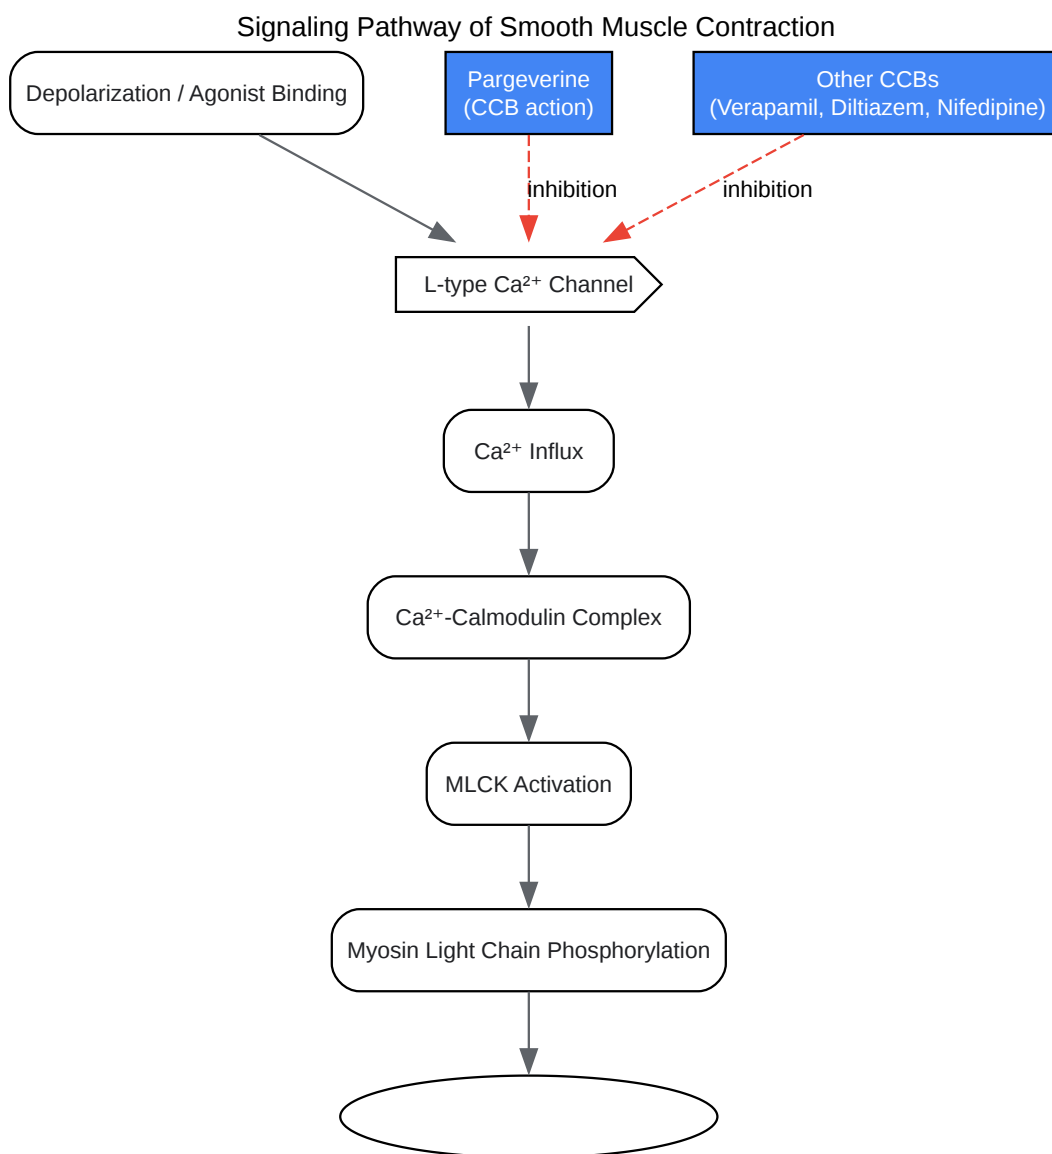 Signaling Pathway of Smooth Muscle Contraction
Depolarization / Agonist Binding
Pargeverine
(CCB action)
Other CCBs
(Verapamil, Diltiazem, Nifedipine)
inhibition
inhibition
L-type Ca²⁺ Channel
Ca²⁺ Influx
Ca²⁺-Calmodulin Complex
MLCK Activation
Myosin Light Chain Phosphorylation